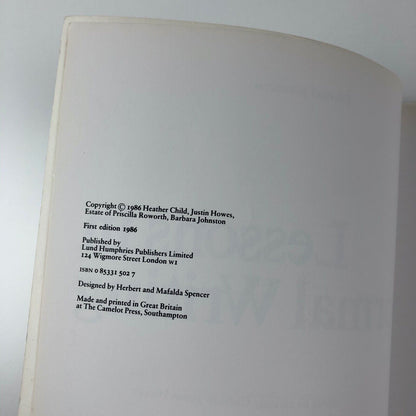 Copyright © 1986 Heather Child, Justin Howes,
Estate of Priscilla Roworth, Barbara Johnston
First edition 1986
Published by
Lund Humphries Publishers Limited
124 Wigmore Street London W1
ISBN 0 85331 502 7
Designed by Herbert and Mafalda Spencer
Made and printed in Great Britain
at The Camelot Press, Southampton